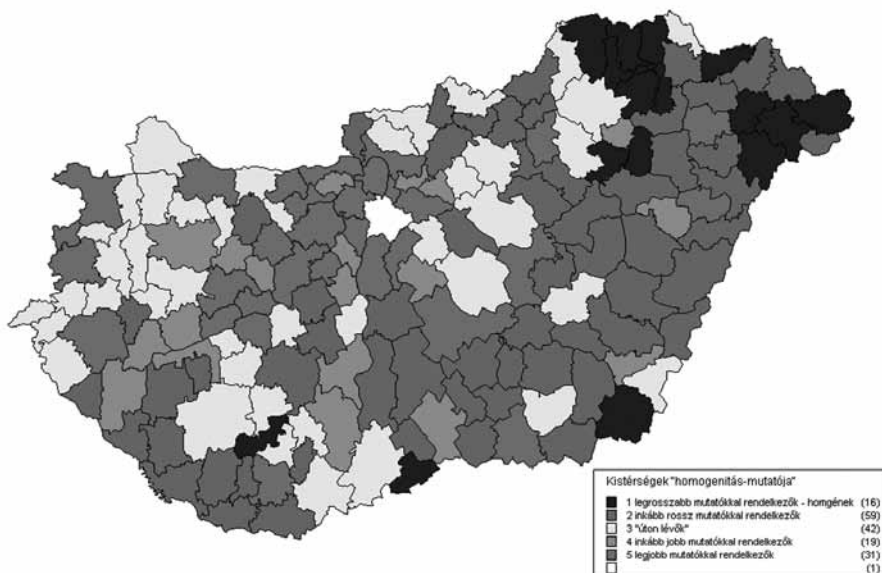 Kistérségek "homogenitás-mutatója"
1 legrosszabb mutatókkal rendelkezők - homgének (16)
2 inkább rossz mutatókkal rendelkezők (59)
3 "úton lévők" (42)
4 inkább jobb mutatókkal rendelkezők (19)
5 legjobb mutatókkal rendelkezők (31)
(1)